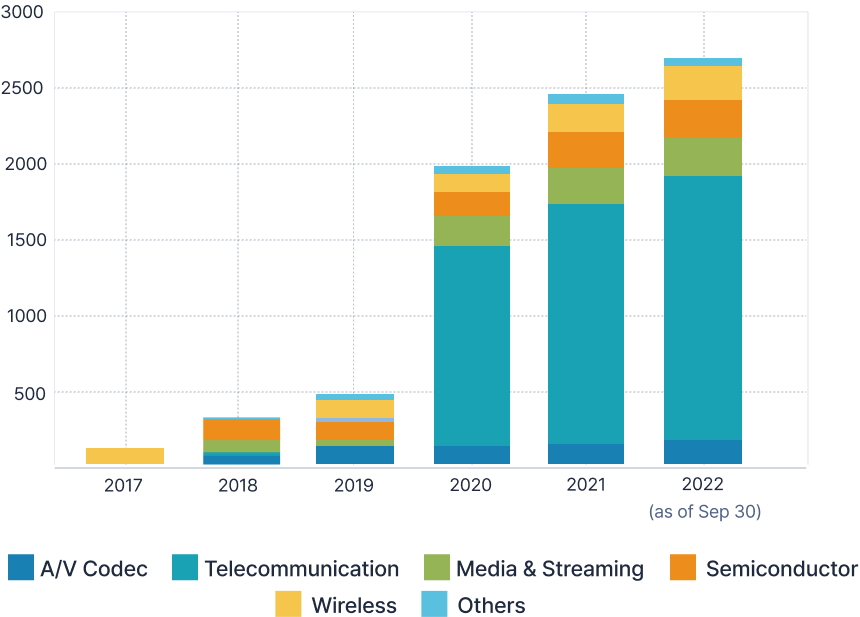 3000
2500
2000
1500
1000
500
2017 2018 2019 2020 2021 2022
(as of Sep 30)
A/V Codec Telecommunication Media & Streaming Semiconductor
Wireless Others